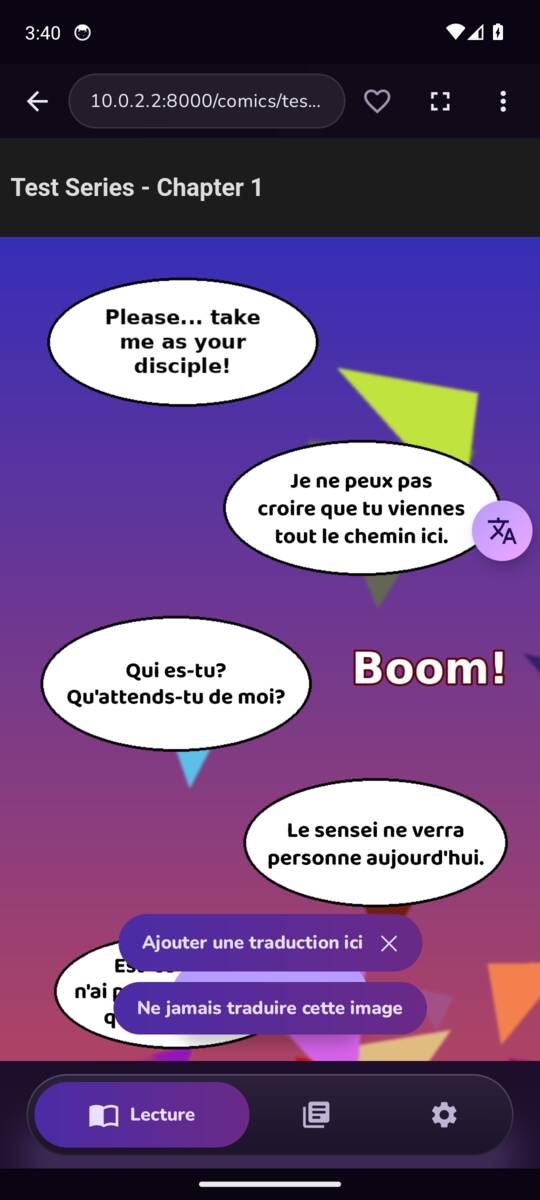 3:40
10.0.2.2:8000/comics/tes...
Test Series - Chapter 1
Please... take
me as your
disciple!
Je ne peux pas
croire que tu viennes
tout le chemin ici.
Qui es-tu?
Qu'attends-tu de moi?
Boom!
Le sensei ne verra
personne aujourd'hui.
Ajouter une traduction ici
n'ai
Ne jamais traduire cette image
Lecture